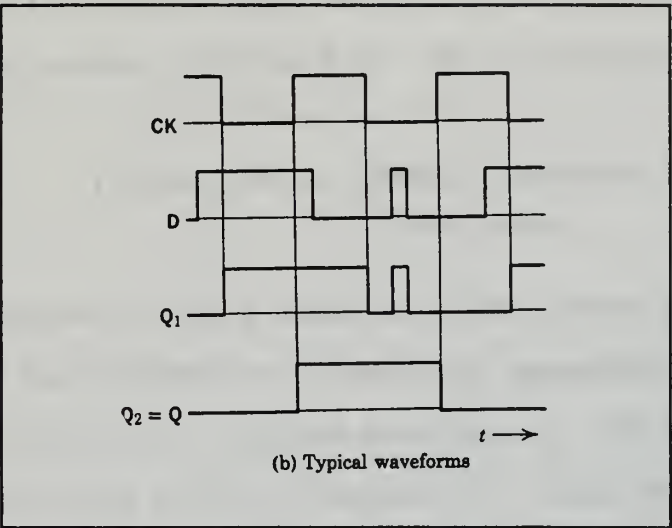 CK
D
Q₁
Q₂ = Q
t →
(b) Typical waveforms